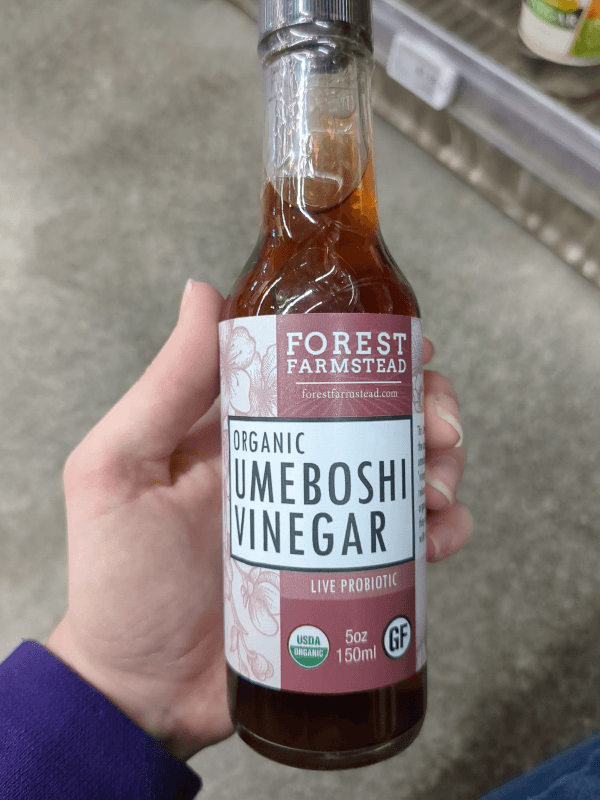 FOREST
FARMSTEAD
forestfarmstead.com
ORGANIC
UMEBOSHI
VINEGAR
LIVE PROBIOTIC
USDA
ORGANIC
5oz
150ml
GF